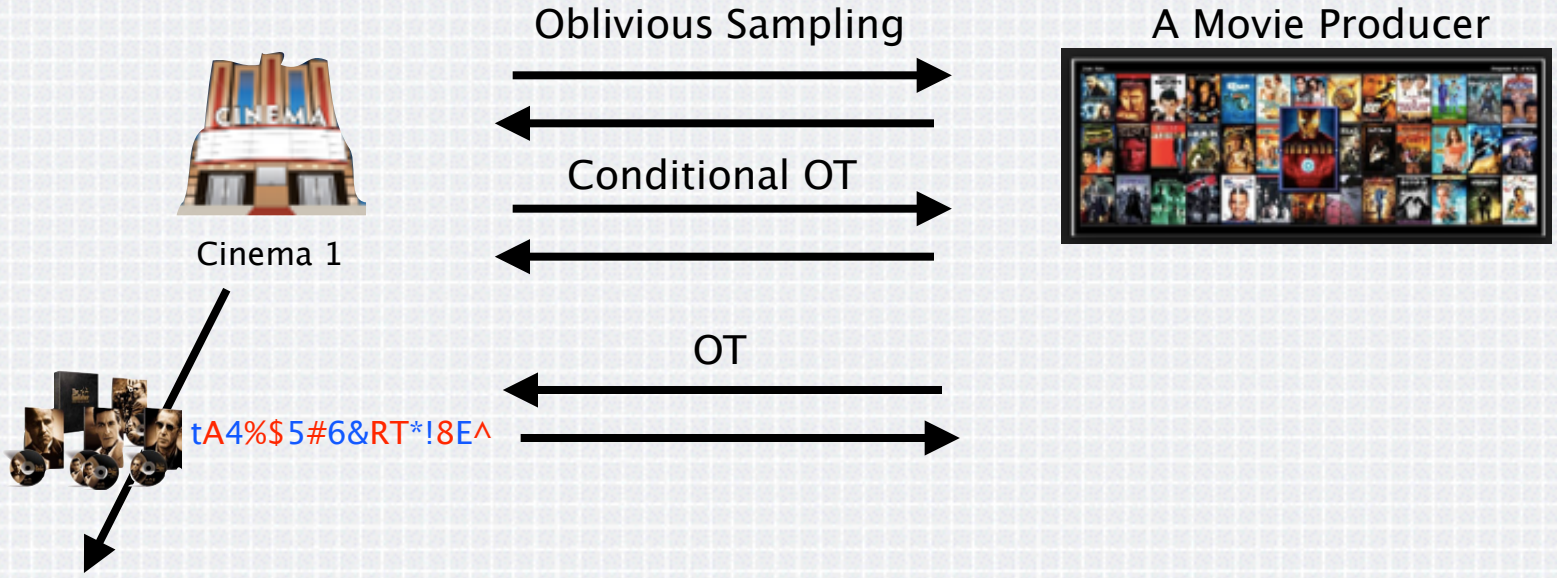 Oblivious Sampling
A Movie Producer
CINEMA
Conditional OT
Cinema 1
OT
tA4%$5#6&RT*!8E^